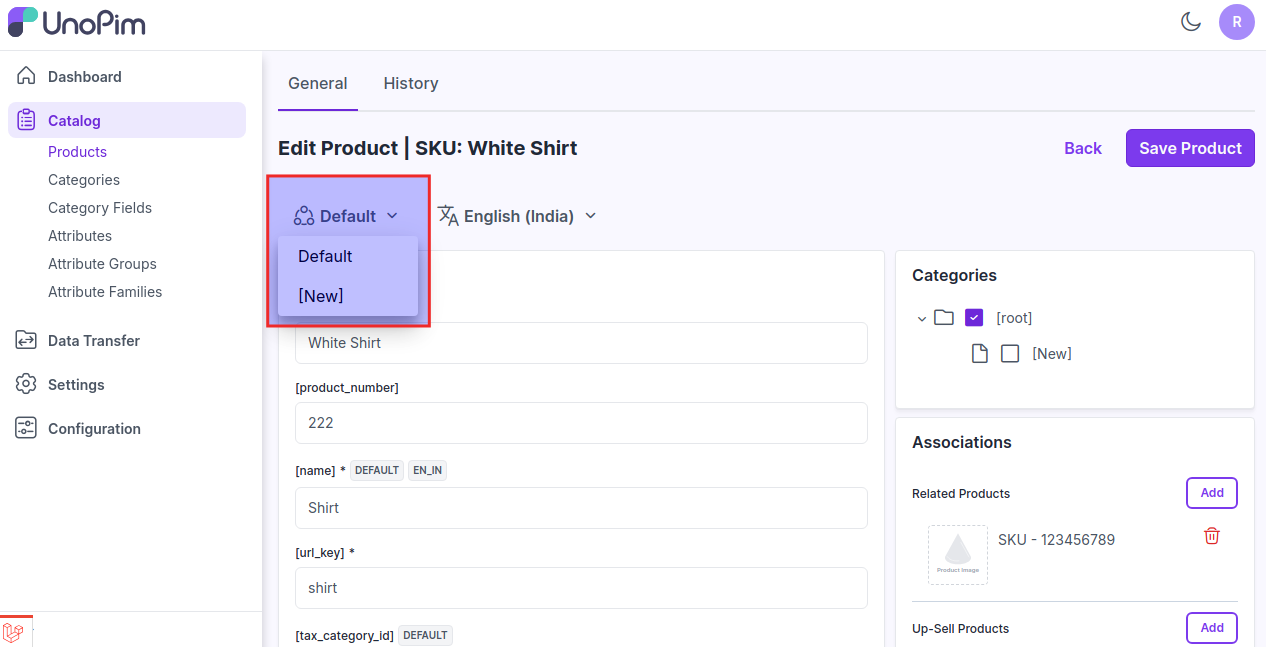 UnoPim
R
Dashboard
Catalog
Products
Categories
Category Fields
Attributes
Attribute Groups
Attribute Families
Data Transfer
Settings
Configuration
General History
Edit Product | SKU: White Shirt
Back Save Product
Default English (India)
Default
[New]
White Shirt
[product_number]
222
[name] * DEFAULT EN_IN
Shirt
[url_key] *
shirt
[tax_category_id] DEFAULT
Categories
[root]
[New]
Associations
Related Products Add
SKU - 123456789
Product Image
Up-Sell Products Add